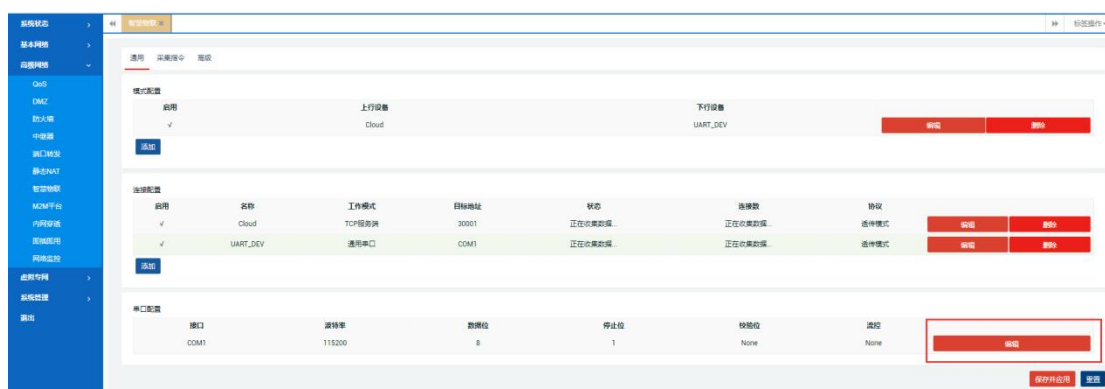 系统状态
基本网络
高级网络
QoS
DMZ
防火墙
中继器
端口转发
静态NAT
智慧物联
M2M平台
内网穿透
网络监控
虚拟专网
系统管理
退出
智慧物联 ×
标签操作
通用 采集指令 高级
模式配置
启用 上行设备 下行设备
√ Cloud UART_DEV 编辑 删除
添加
连接配置
启用 名称 工作模式 目标地址 状态 连接数 协议
√ Cloud TCP服务端 30001 正在收集数据... 正在收集数据... 透传模式 编辑 删除
√ UART_DEV 通用串口 COM1 正在收集数据... 正在收集数据... 透传模式 编辑 删除
添加
串口配置
接口 波特率 数据位 停止位 校验位 流控
COM1 115200 8 1 None None 编辑
保存并应用 重置